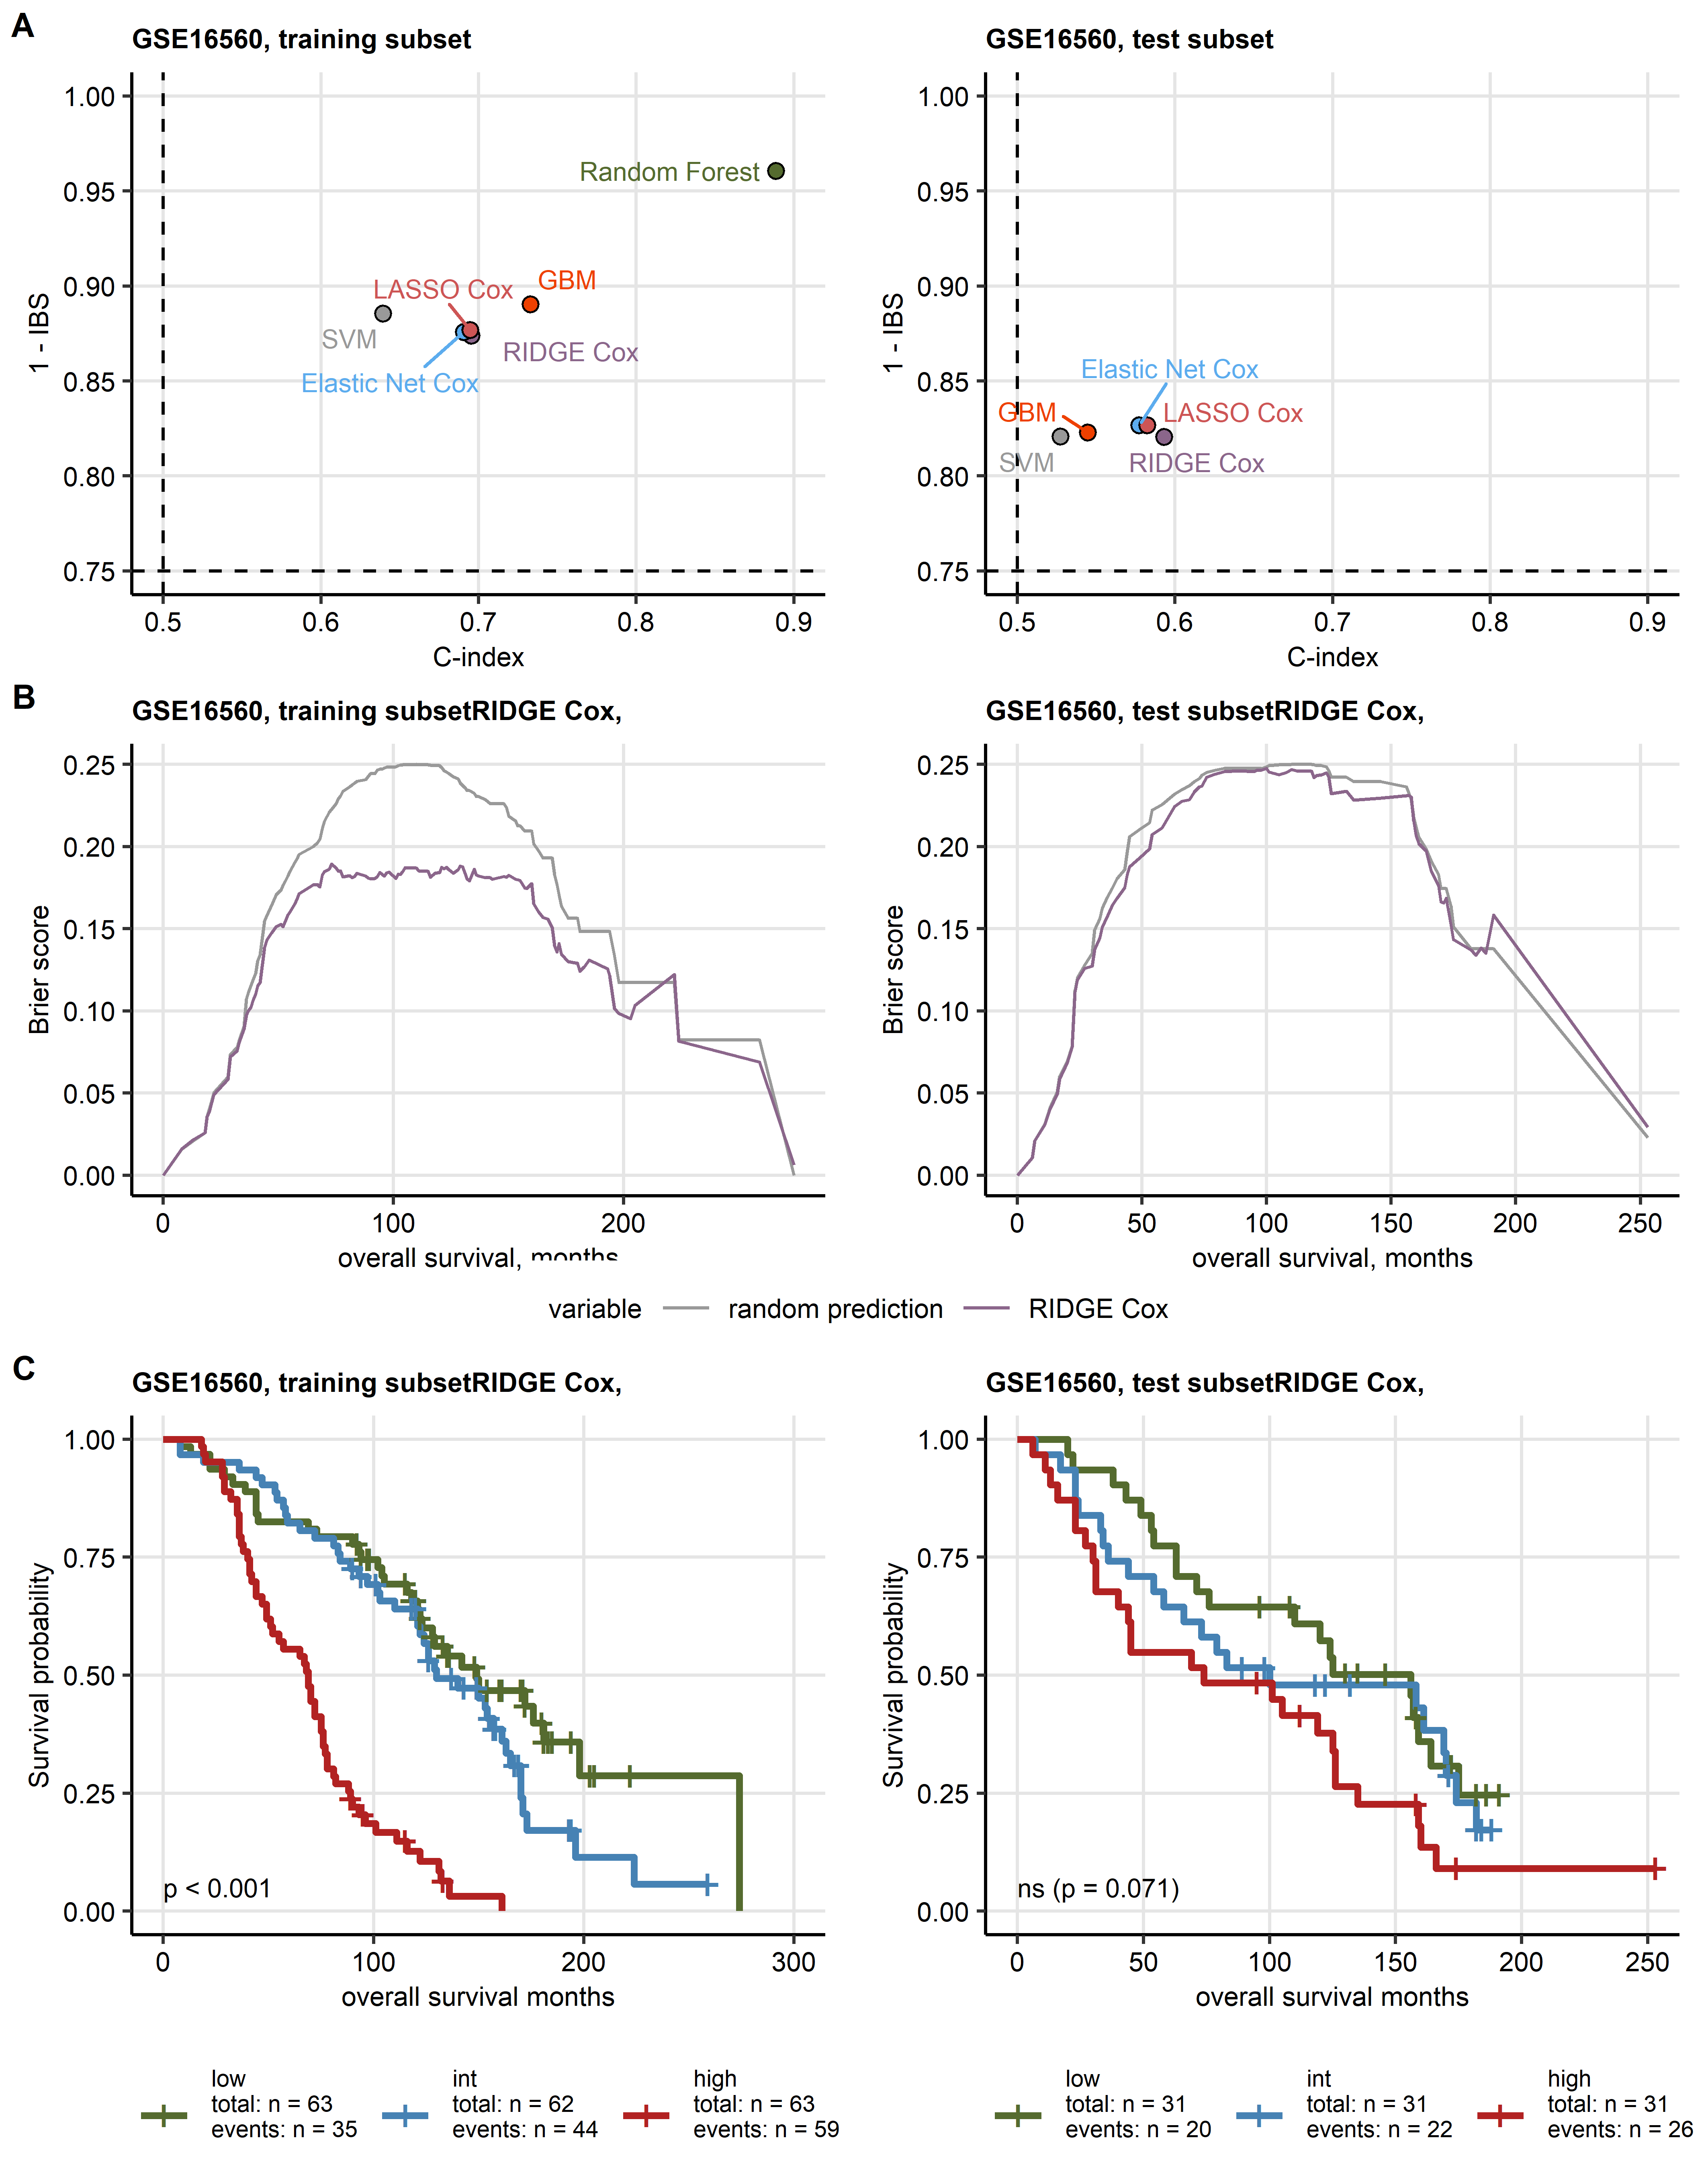 A
GSE16560, training subset
GSE16560, test subset
1 - IBS
1.00
0.95
0.90
0.85
0.80
0.75
Random Forest
GBM
LASSO Cox
SVM
RIDGE Cox
Elastic Net Cox
0.5 0.6 0.7 0.8 0.9
C-index
1 - IBS
1.00
0.95
0.90
0.85
0.80
0.75
Elastic Net Cox
GBM
LASSO Cox
SVM
RIDGE Cox
0.5 0.6 0.7 0.8 0.9
C-index
B
GSE16560, training subsetRIDGE Cox,
GSE16560, test subsetRIDGE Cox,
Brier score
0.25
0.20
0.15
0.10
0.05
0.00
0 100 200
overall survival, months
Brier score
0.25
0.20
0.15
0.10
0.05
0.00
0 50 100 150 200 250
overall survival, months
variable random prediction RIDGE Cox
C
GSE16560, training subsetRIDGE Cox,
GSE16560, test subsetRIDGE Cox,
Survival probability
1.00
0.75
0.50
0.25
0.00
p < 0.001
0 100 200 300
overall survival months
Survival probability
1.00
0.75
0.50
0.25
0.00
ns (p = 0.071)
0 50 100 150 200 250
overall survival months
low
total: n = 63
events: n = 35
int
total: n = 62
events: n = 44
high
total: n = 63
events: n = 59
low
total: n = 31
events: n = 20
int
total: n = 31
events: n = 22
high
total: n = 31
events: n = 26